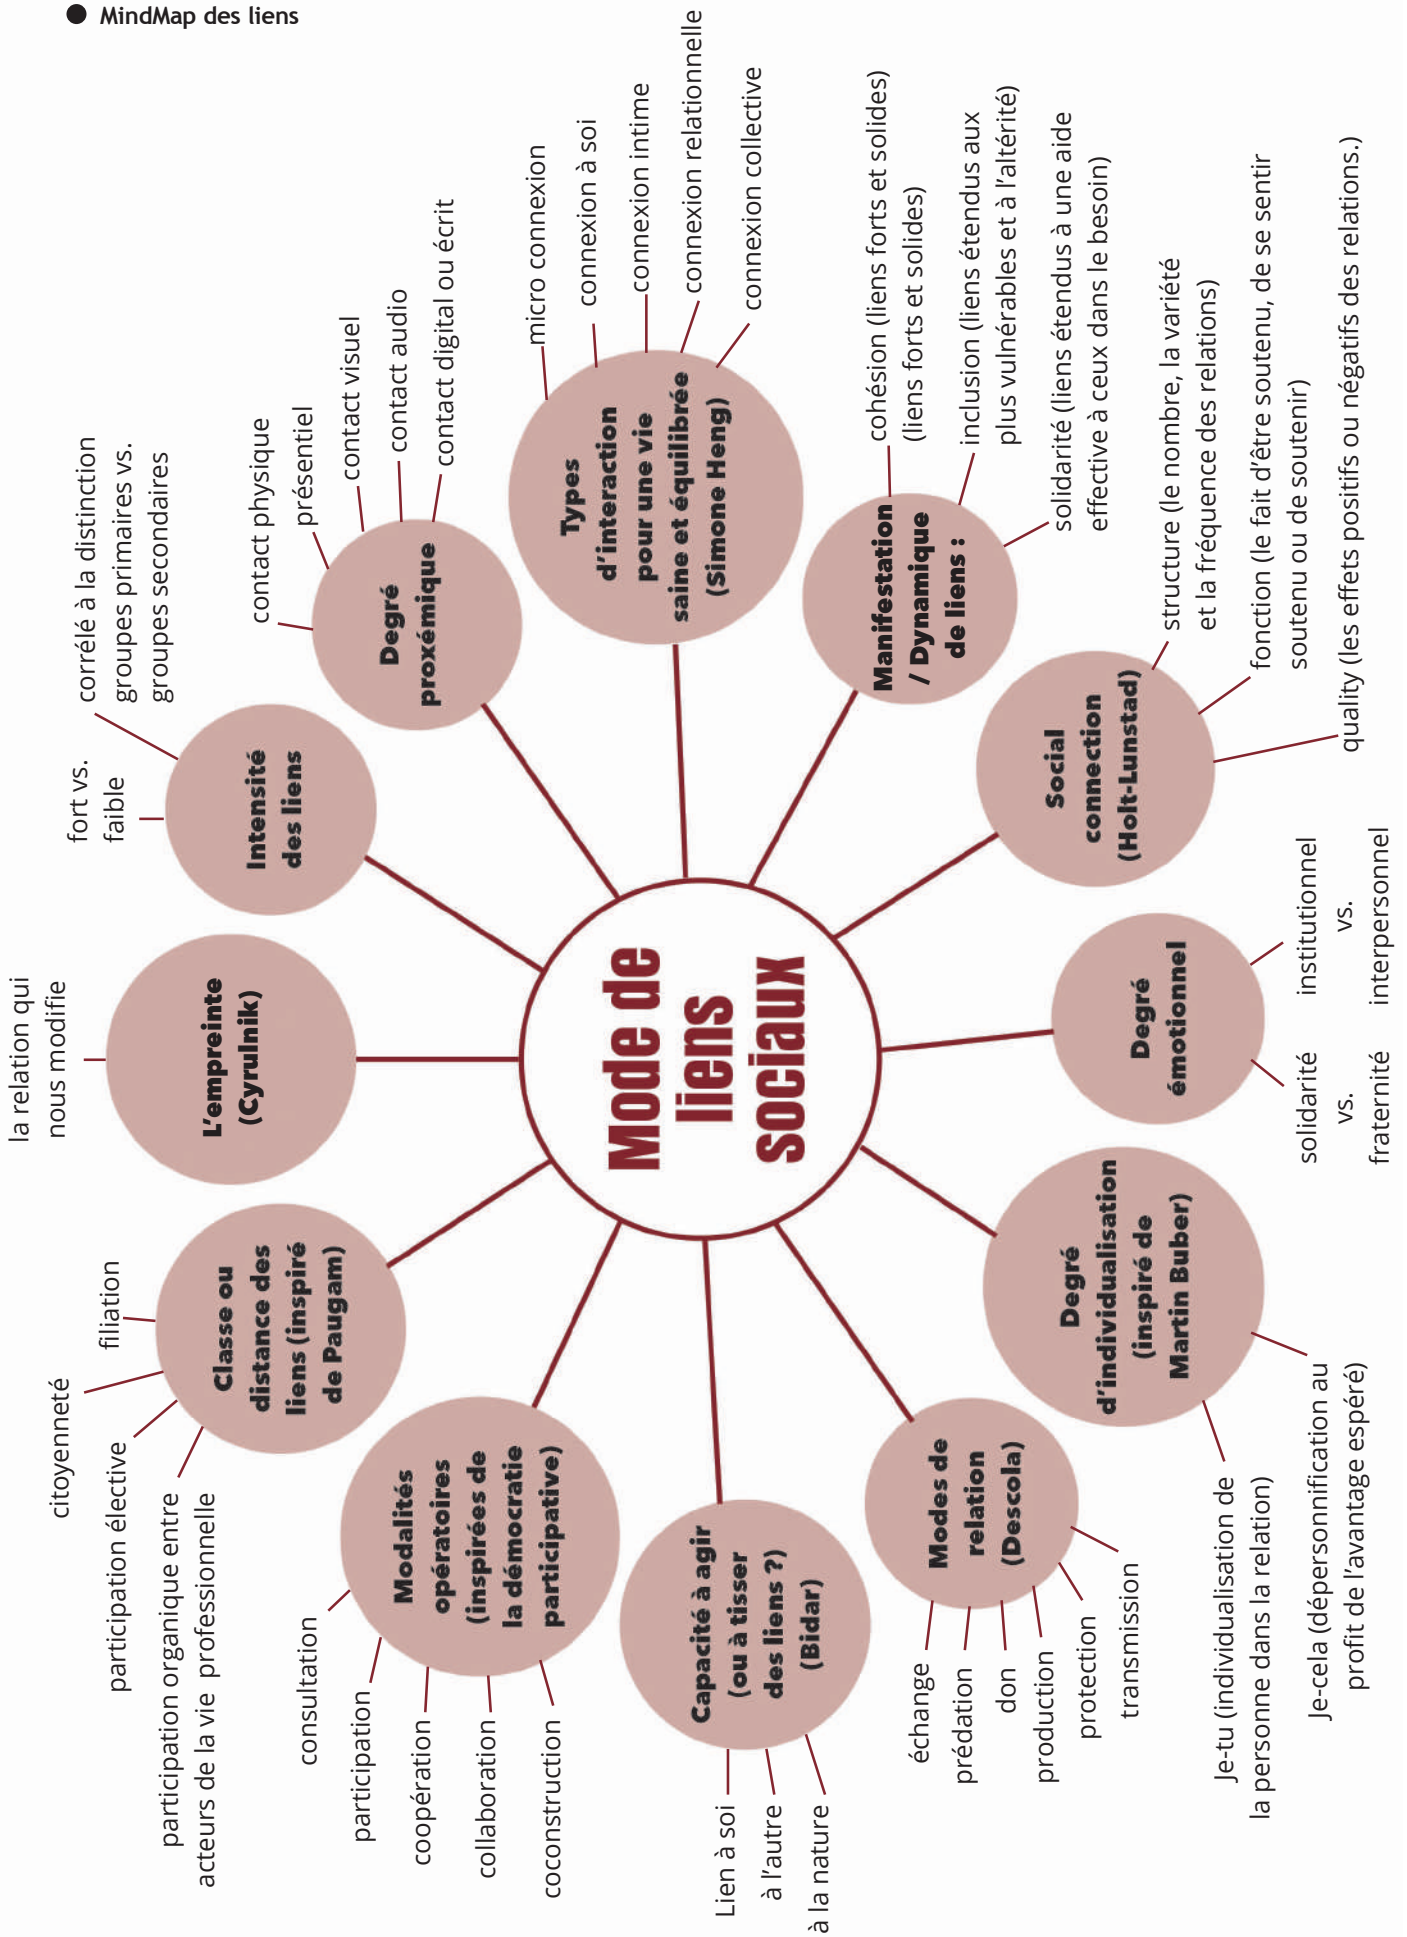 MindMap des liens
Mode de
liens
sociaux
L'empreinte
(Cyrulnik)
la relation qui
nous modifie
Intensité
des liens
fort vs.
faible
corrélé à la distinction
groupes primaires vs.
groupes secondaires
Degré
proxémique
contact physique
présentiel
contact visuel
contact audio
contact digital ou écrit
Types
d'interaction
pour une vie
saine et équilibrée
(Simone Heng)
micro connexion
connexion à soi
connexion intime
connexion relationnelle
connexion collective
Manifestation
/ Dynamique
de liens :
cohésion (liens forts et solides)
(liens forts et solides)
inclusion (liens étendus aux
plus vulnérables et à l'altérité)
solidarité (liens étendus à une aide
effective à ceux dans le besoin)
Social
connection
(Holt-Lunstad)
structure (le nombre, la variété
et la fréquence des relations)
fonction (le fait d'être soutenu, de se sentir
soutenu ou de soutenir)
quality (les effets positifs ou négatifs des relations.)
Degré
émotionnel
institutionnel
vs.
interpersonnel
solidarité
vs.
fraternité
Degré
d'individualisation
(inspiré de
Martin Buber)
Je-cela (dépersonnification au
profit de l'avantage espéré)
Je-tu (individualisation de
la personne dans la relation)
Modes de
relation
(Descola)
échange
prédation
don
production
protection
transmission
Capacité à agir
(ou à tisser
des liens ?)
(Bidar)
Lien à soi
à l'autre
à la nature
Modalités
opératoires
(inspirées de
la démocratie
participative)
consultation
participation
coopération
collaboration
coconstruction
Classe ou
distance des
liens (inspiré
de Paugam)
filiation
citoyenneté
participation élective
participation organique entre
acteurs de la vie professionnelle